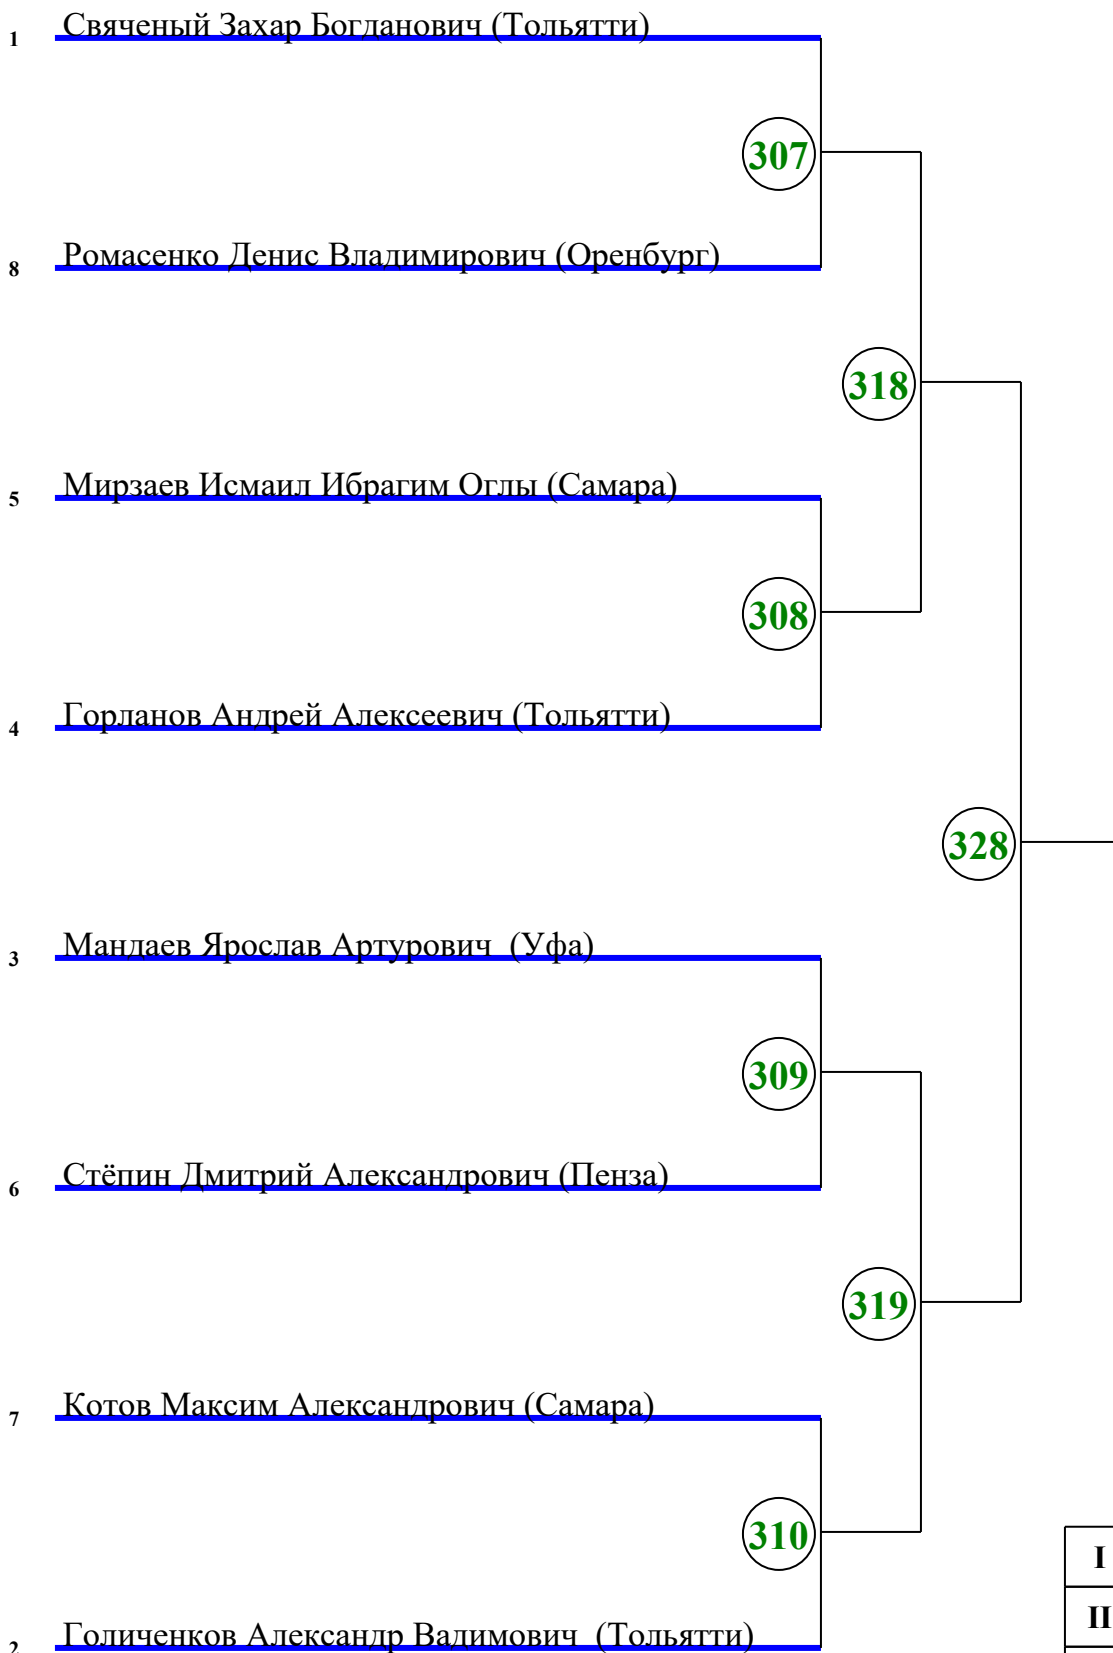 1 Свяченый Захар Богданович (Тольятти)
307
8 Ромасенко Денис Владимирович (Оренбург)
318
5 Мирзаев Исмаил Ибрагим Оглы (Самара)
308
4 Горланов Андрей Алексеевич (Тольятти)
328
3 Мандаев Ярослав Артурович (Уфа)
309
6 Стёпин Дмитрий Александрович (Пенза)
319
7 Котов Максим Александрович (Самара)
310
I
II
2 Голиченков Александр Вадимович (Тольятти)